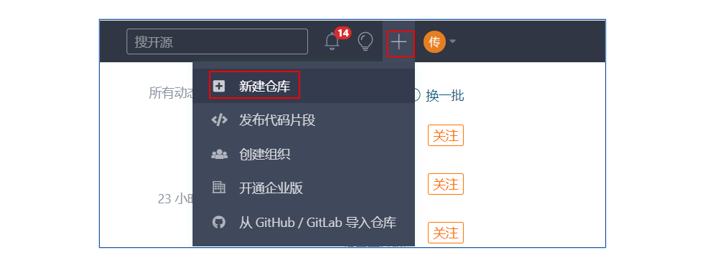 搜开源
14
传
新建仓库
所有动态
换一批
发布代码片段
关注
创建组织
开通企业版
关注
23 小时
从 GitHub / GitLab 导入仓库
关注